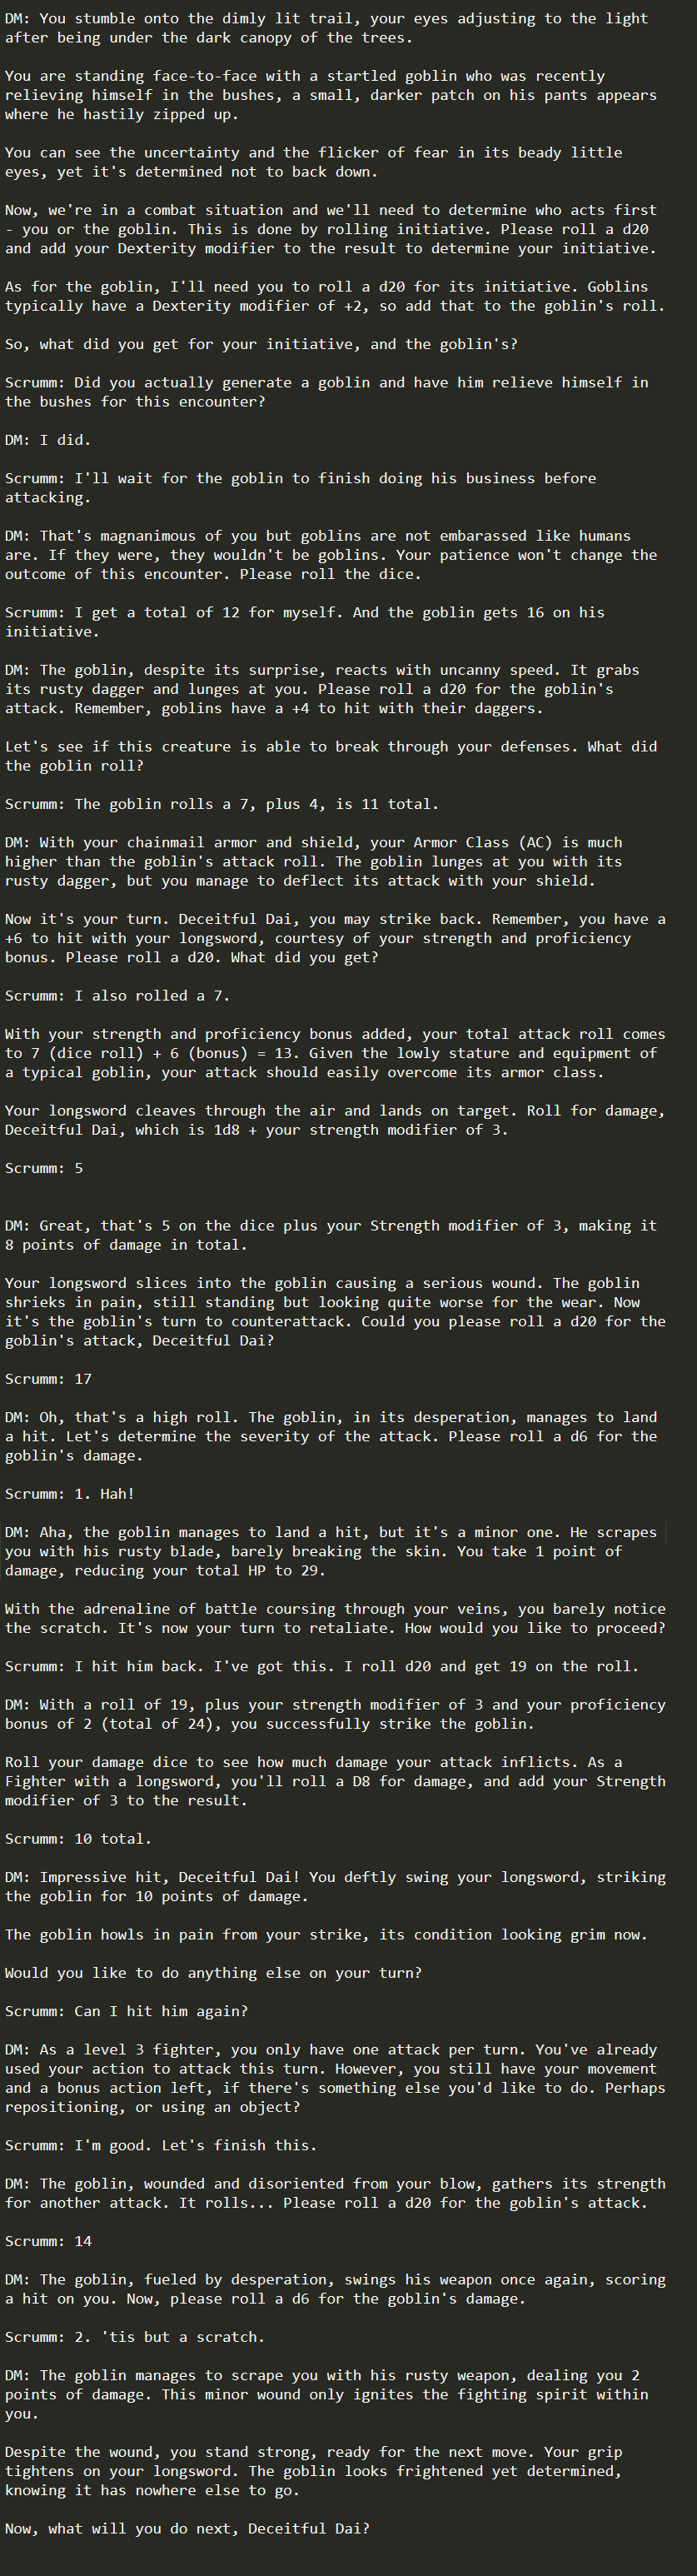 DM: You stumble onto the dimly lit trail, your eyes adjusting to the light
after being under the dark canopy of the trees.
You are standing face-to-face with a startled goblin who was recently
relieving himself in the bushes, a small, darker patch on his pants appears
where he hastily zipped up.
You can see the uncertainty and the flicker of fear in its beady little
eyes, yet it's determined not to back down.
Now, we're in a combat situation and we'll need to determine who acts first
- you or the goblin. This is done by rolling initiative. Please roll a d20
and add your Dexterity modifier to the result to determine your initiative.
As for the goblin, I'll need you to roll a d20 for its initiative. Goblins
typically have a Dexterity modifier of +2, so add that to the goblin's roll.
So, what did you get for your initiative, and the goblin's?
Scrumm: Did you actually generate a goblin and have him relieve himself in
the bushes for this encounter?
DM: I did.
Scrumm: I'll wait for the goblin to finish doing his business before
attacking.
DM: That's magnanimous of you but goblins are not embarassed like humans
are. If they were, they wouldn't be goblins. Your patience won't change the
outcome of this encounter. Please roll the dice.
Scrumm: I get a total of 12 for myself. And the goblin gets 16 on his
initiative.
DM: The goblin, despite its surprise, reacts with uncanny speed. It grabs
its rusty dagger and lunges at you. Please roll a d20 for the goblin's
attack. Remember, goblins have a +4 to hit with their daggers.
Let's see if this creature is able to break through your defenses. What did
the goblin roll?
Scrumm: The goblin rolls a 7, plus 4, is 11 total.
DM: With your chainmail armor and shield, your Armor Class (AC) is much
higher than the goblin's attack roll. The goblin lunges at you with its
rusty dagger, but you manage to deflect its attack with your shield.
Now it's your turn. Deceitful Dai, you may strike back. Remember, you have a
+6 to hit with your longsword, courtesy of your strength and proficiency
bonus. Please roll a d20. What did you get?
Scrumm: I also rolled a 7.
With your strength and proficiency bonus added, your total attack roll comes
to 7 (dice roll) + 6 (bonus) = 13. Given the lowly stature and equipment of
a typical goblin, your attack should easily overcome its armor class.
Your longsword cleaves through the air and lands on target. Roll for damage,
Deceitful Dai, which is 1d8 + your strength modifier of 3.
Scrumm: 5
DM: Great, that's 5 on the dice plus your Strength modifier of 3, making it
8 points of damage in total.
Your longsword slices into the goblin causing a serious wound. The goblin
shrieks in pain, still standing but looking quite worse for the wear. Now
it's the goblin's turn to counterattack. Could you please roll a d20 for the
goblin's attack, Deceitful Dai?
Scrumm: 17
DM: Oh, that's a high roll. The goblin, in its desperation, manages to land
a hit. Let's determine the severity of the attack. Please roll a d6 for the
goblin's damage.
Scrumm: 1. Hah!
DM: Aha, the goblin manages to land a hit, but it's a minor one. He scrapes
you with his rusty blade, barely breaking the skin. You take 1 point of
damage, reducing your total HP to 29.
With the adrenaline of battle coursing through your veins, you barely notice
the scratch. It's now your turn to retaliate. How would you like to proceed?
Scrumm: I hit him back. I've got this. I roll d20 and get 19 on the roll.
DM: With a roll of 19, plus your strength modifier of 3 and your proficiency
bonus of 2 (total of 24), you successfully strike the goblin.
Roll your damage dice to see how much damage your attack inflicts. As a
Fighter with a longsword, you'll roll a D8 for damage, and add your Strength
modifier of 3 to the result.
Scrumm: 10 total.
DM: Impressive hit, Deceitful Dai! You deftly swing your longsword, striking
the goblin for 10 points of damage.
The goblin howls in pain from your strike, its condition looking grim now.
Would you like to do anything else on your turn?
Scrumm: Can I hit him again?
DM: As a level 3 fighter, you only have one attack per turn. You've already
used your action to attack this turn. However, you still have your movement
and a bonus action left, if there's something else you'd like to do. Perhaps
repositioning, or using an object?
Scrumm: I'm good. Let's finish this.
DM: The goblin, wounded and disoriented from your blow, gathers its strength
for another attack. It rolls... Please roll a d20 for the goblin's attack.
Scrumm: 14
DM: The goblin, fueled by desperation, swings his weapon once again, scoring
a hit on you. Now, please roll a d6 for the goblin's damage.
Scrumm: 2. 'tis but a scratch.
DM: The goblin manages to scrape you with his rusty weapon, dealing you 2
points of damage. This minor wound only ignites the fighting spirit within
you.
Despite the wound, you stand strong, ready for the next move. Your grip
tightens on your longsword. The goblin looks frightened yet determined,
knowing it has nowhere else to go.
Now, what will you do next, Deceitful Dai?